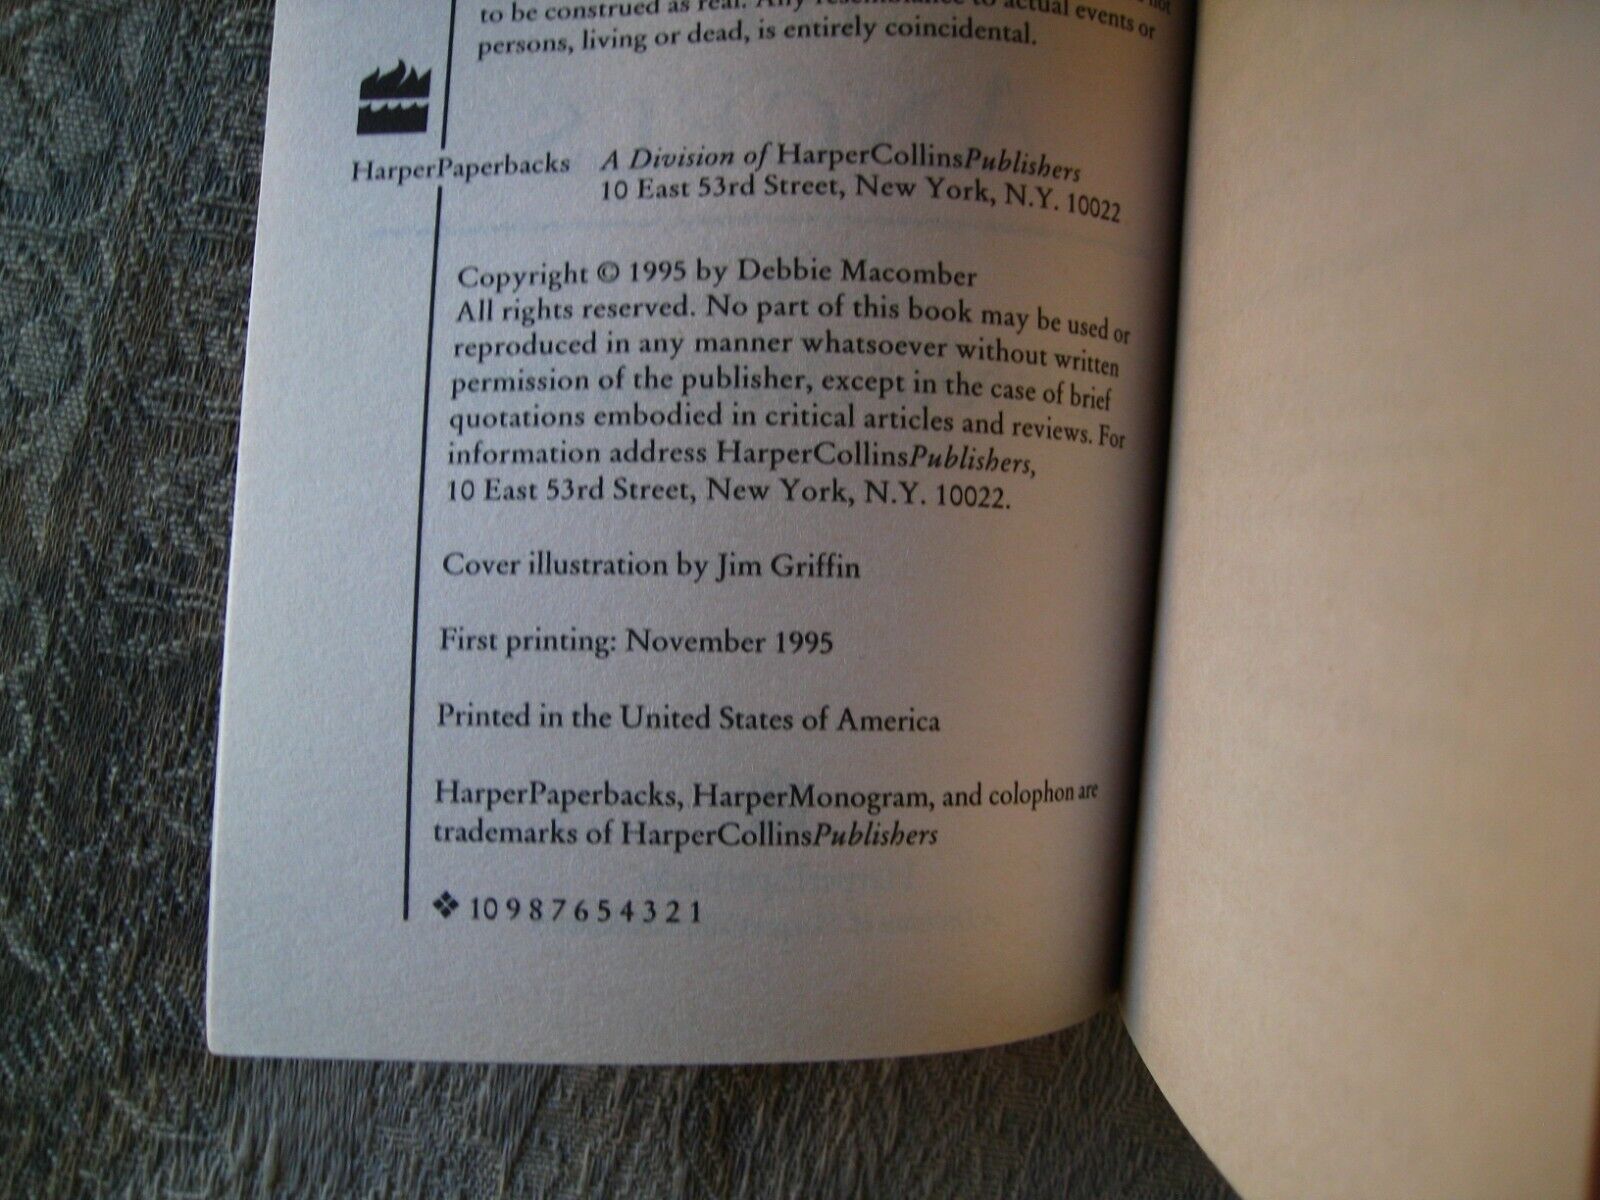 not
to be construed as real. Any resemblance to actual events or
persons, living or dead, is entirely coincidental.
HarperPaperbacks A Division of HarperCollinsPublishers
10 East 53rd Street, New York, N.Y. 10022
Copyright © 1995 by Debbie Macomber
All rights reserved. No part of this book may be used or
reproduced in any manner whatsoever without written
permission of the publisher, except in the case of brief
quotations embodied in critical articles and reviews. For
information address HarperCollinsPublishers,
10 East 53rd Street, New York, N.Y. 10022.
Cover illustration by Jim Griffin
First printing: November 1995
Printed in the United States of America
HarperPaperbacks, HarperMonogram, and colophon are
trademarks of HarperCollinsPublishers
❖ 10 9 8 7 6 5 4 3 2 1